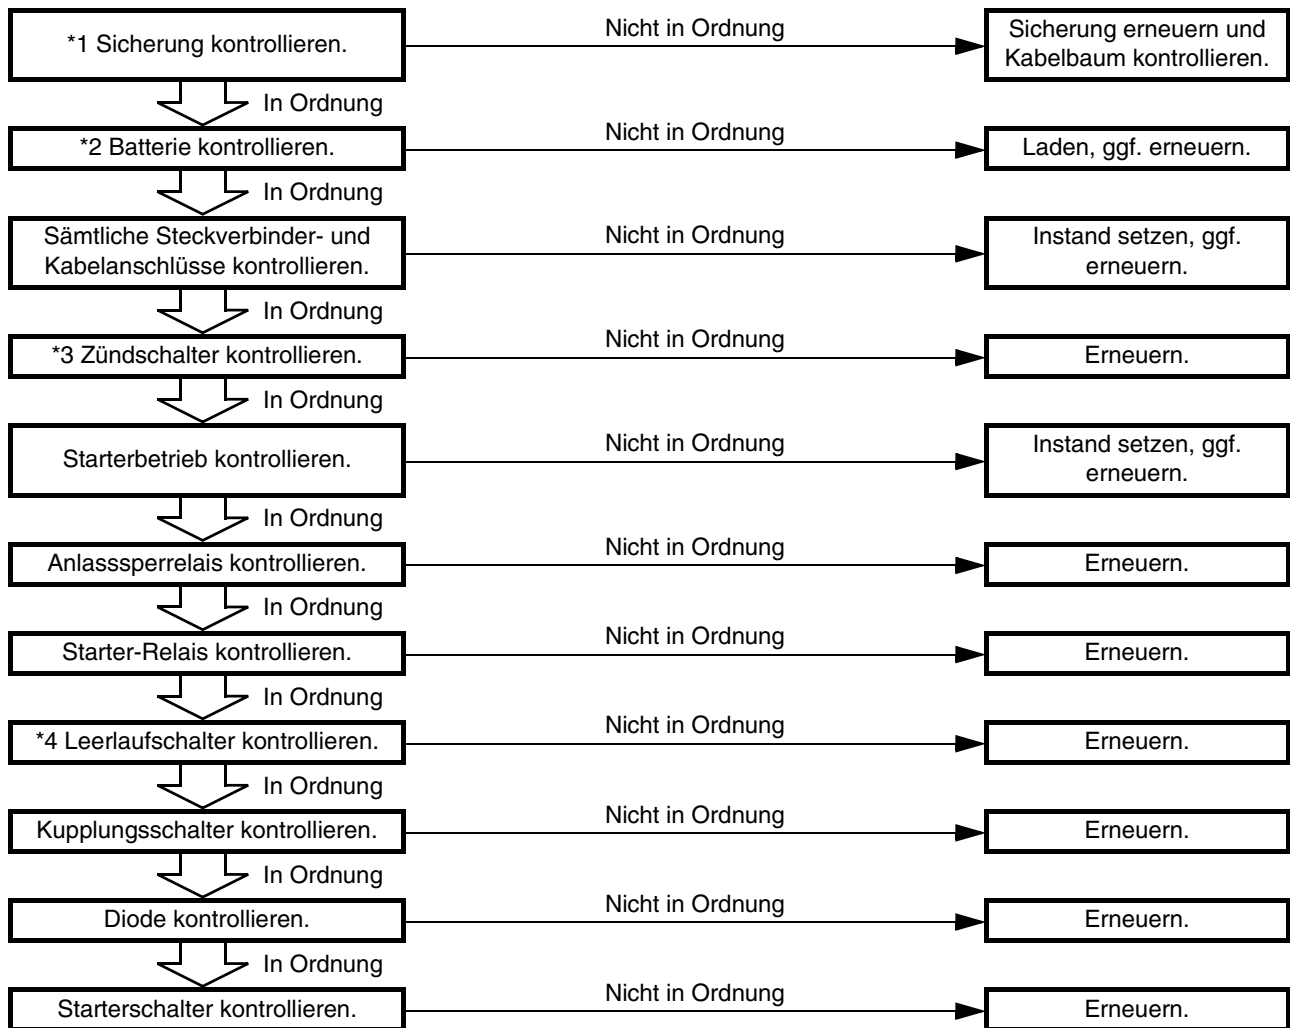 *1 Sicherung kontrollieren.
Nicht in Ordnung
Sicherung erneuern und
Kabelbaum kontrollieren.
In Ordnung
*2 Batterie kontrollieren.
Nicht in Ordnung
Laden, ggf. erneuern.
In Ordnung
Sämtliche Steckverbinder- und
Kabelanschlüsse kontrollieren.
Nicht in Ordnung
Instand setzen, ggf.
erneuern.
In Ordnung
*3 Zündschalter kontrollieren.
Nicht in Ordnung
Erneuern.
In Ordnung
Starterbetrieb kontrollieren.
Nicht in Ordnung
Instand setzen, ggf.
erneuern.
In Ordnung
Anlasssperrelais kontrollieren.
Nicht in Ordnung
Erneuern.
In Ordnung
Starter-Relais kontrollieren.
Nicht in Ordnung
Erneuern.
In Ordnung
*4 Leerlaufschalter kontrollieren.
Nicht in Ordnung
Erneuern.
In Ordnung
Kupplungsschalter kontrollieren.
Nicht in Ordnung
Erneuern.
In Ordnung
Diode kontrollieren.
Nicht in Ordnung
Erneuern.
In Ordnung
Starterschalter kontrollieren.
Nicht in Ordnung
Erneuern.